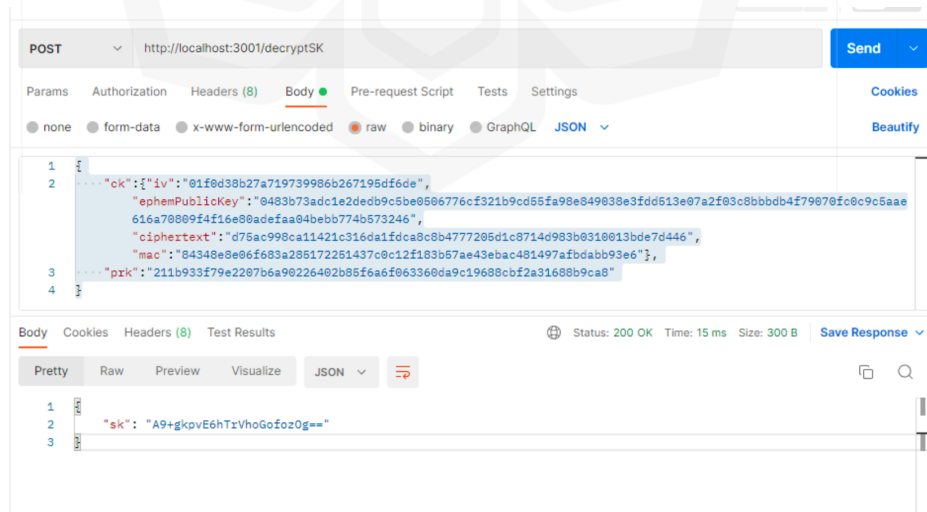 POST http://localhost:3001/decryptSK Send
Params Authorization Headers (8) Body Pre-request Script Tests Settings Cookies
none form-data x-www-form-urlencoded raw binary GraphQL JSON Beautify
1 {
2 "ck":{"iv":"01f0d38b27a719739986b267195df6de",
"ephemPublicKey":"0483b73adc1e2dedb9c5be0506776cf321b9cd55fa98e849038e3fdd513e07a2f03c8bbbdb4f79070fc0c9c5aae
616a70809f4f16e80adefaa04bebb774b573246",
"ciphertext":"d75ac998ca11421c316da1fdca8c8b4777205d1c8714d983b0310013bde7d446",
"mac":"84348e8e06f683a285172251437c0c12f183b57ae43ebac481497afbdabb93e6"},
3 "prk":"211b933f79e2207b6a90226402b85f6a6f063360da9c19688cbf2a31688b9ca8"
4 }
Body Cookies Headers (8) Test Results Status: 200 OK Time: 15 ms Size: 300 B Save Response
Pretty Raw Preview Visualize JSON
1 {
2 "sk": "A9+gkpvE6hTrVhoGofozOg=="
3 }